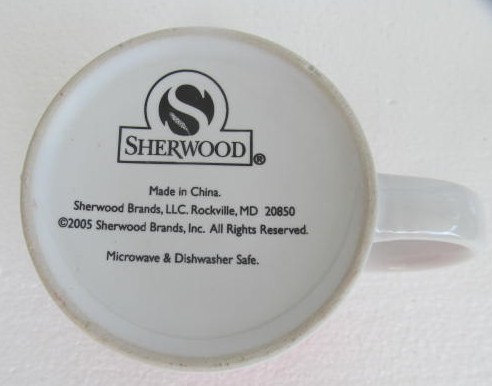 S
SHERWOOD®
Made in China.
Sherwood Brands, LLC. Rockville, MD 20850
©2005 Sherwood Brands, Inc. All Rights Reserved.
Microwave & Dishwasher Safe.